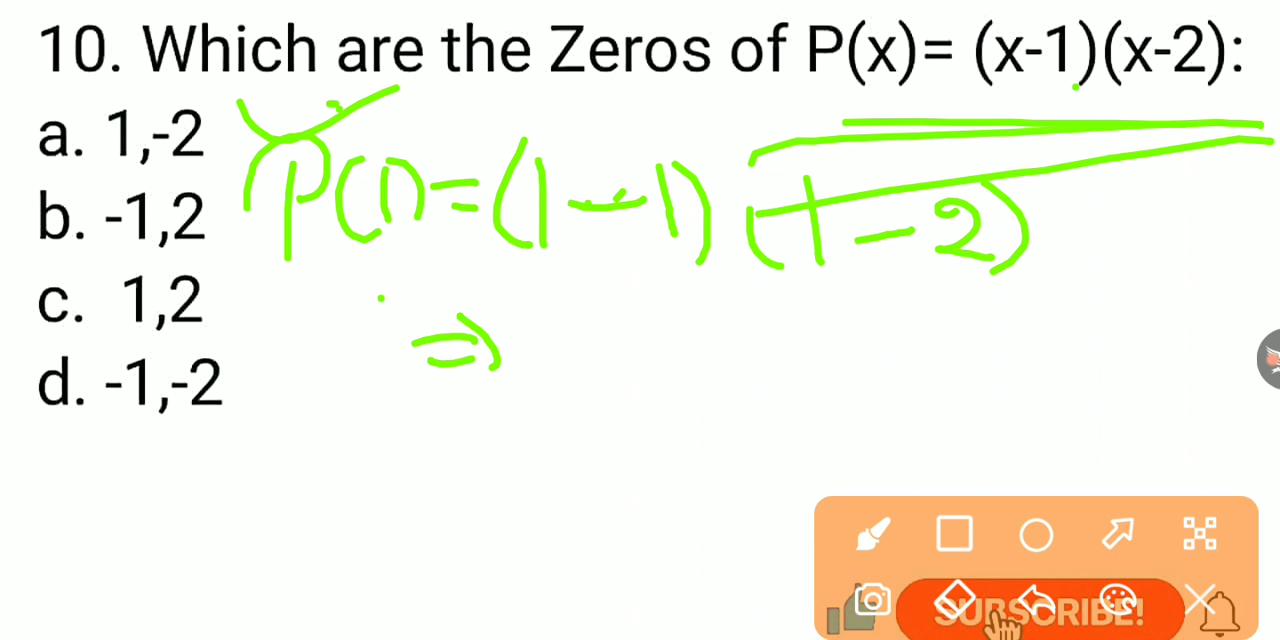 10. Which are the Zeros of P(x)= (x-1)(x-2):
a. 1,-2
P(1)=(1-1)(1-2)
b. -1,2
c. 1,2
⇒
d. -1,-2
SUBSCRIBE!